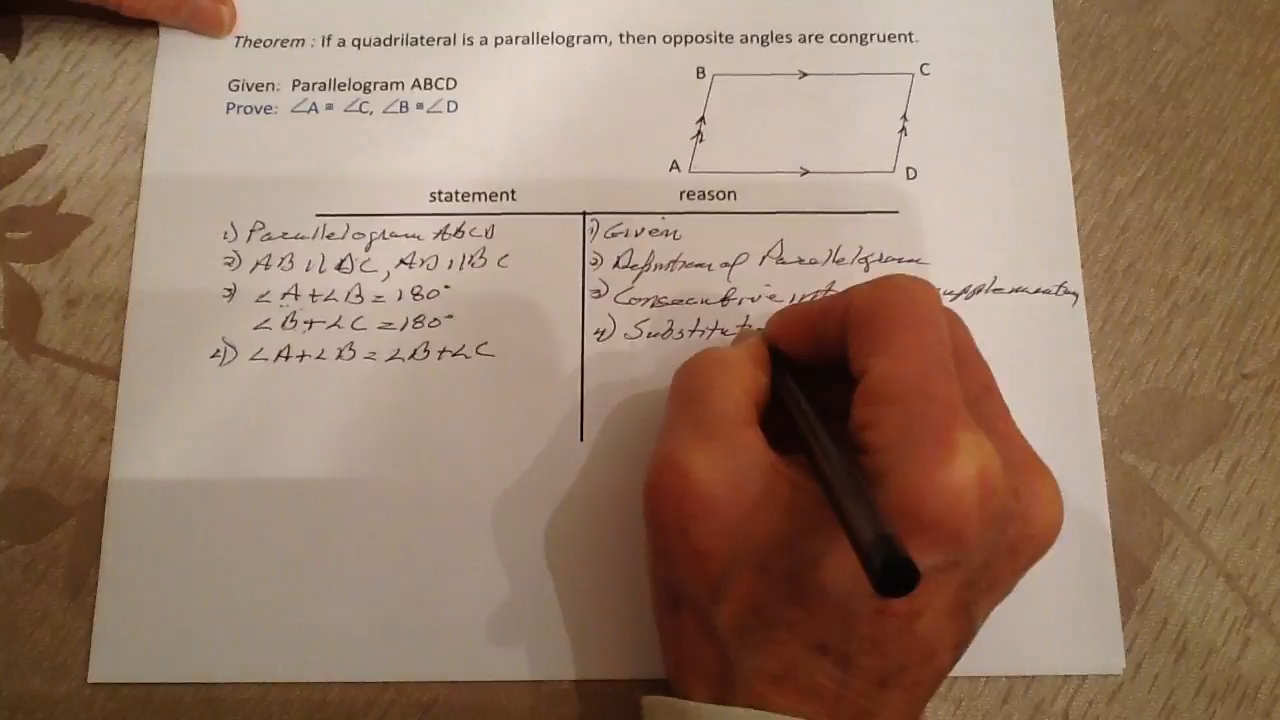 Theorem : If a quadrilateral is a parallelogram, then opposite angles are congruent.
Given: Parallelogram ABCD
Prove: ∠A ≅ ∠C, ∠B ≅ ∠D
B
C
A
D
statement
reason
1) Parallelogram ABCD
1) Given
2) AB || DC, AD || BC
2) Definition of Parallelogram
3) ∠A + ∠B = 180°
3) Consecutive supplementary
∠B + ∠C = 180°
4)
4) ∠A + ∠B = ∠B + ∠C